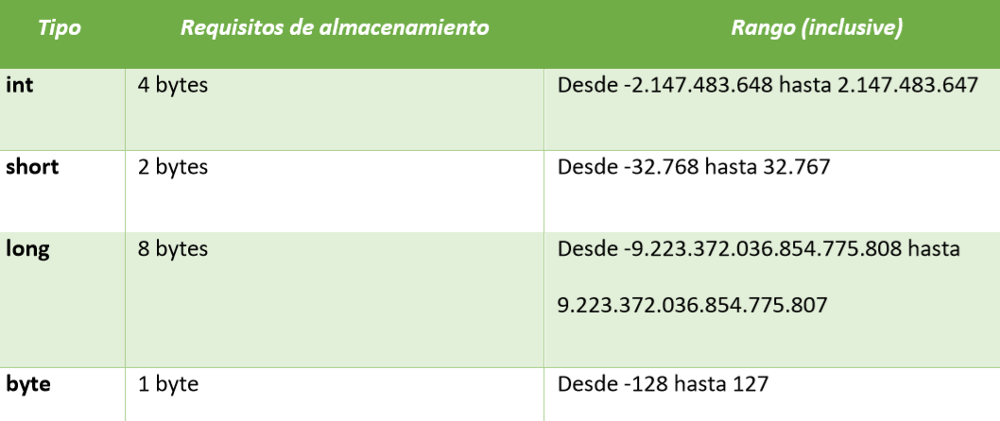 Tipo Requisitos de almacenamiento Rango (inclusive)
int 4 bytes Desde -2.147.483.648 hasta 2.147.483.647
short 2 bytes Desde -32.768 hasta 32.767
long 8 bytes Desde -9.223.372.036.854.775.808 hasta
9.223.372.036.854.775.807
byte 1 byte Desde -128 hasta 127